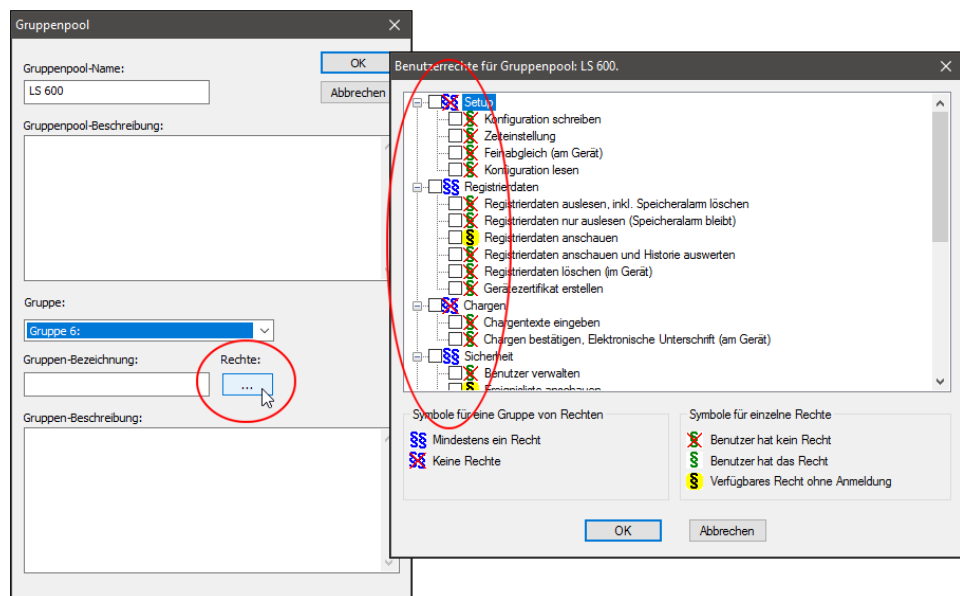 Gruppenpool
OK
Gruppenpool-Name:
LS 600
Abbrechen
Gruppenpool-Beschreibung:
Gruppe:
Gruppe 6:
Gruppen-Bezeichnung:
Rechte:
...
Gruppen-Beschreibung:
Benutzerrechte für Gruppenpool: LS 600.
§§ Setup
§ Konfiguration schreiben
§ Zeiteinstellung
§ Feinabgleich (am Gerät)
§ Konfiguration lesen
§§ Registrierdaten
§ Registrierdaten auslesen, inkl. Speicheralarm löschen
§ Registrierdaten nur auslesen (Speicheralarm bleibt)
§ Registrierdaten anschauen
§ Registrierdaten anschauen und Historie auswerten
§ Registrierdaten löschen (im Gerät)
§ Gerätezertifikat erstellen
§§ Chargen
§ Chargentexte eingeben
§ Chargen bestätigen, Elektronische Unterschrift (am Gerät)
§§ Sicherheit
§ Benutzer verwalten
§ Ereignisliste anschauen
Symbole für eine Gruppe von Rechten
§§ Mindestens ein Recht
§§ Keine Rechte
Symbole für einzelne Rechte
§ Benutzer hat kein Recht
§ Benutzer hat das Recht
§ Verfügbares Recht ohne Anmeldung
OK
Abbrechen